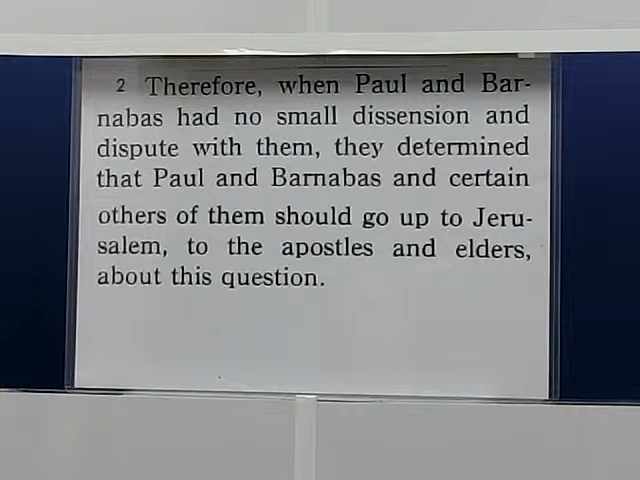 2 Therefore, when Paul and Bar-
nabas had no small dissension and
dispute with them, they determined
that Paul and Barnabas and certain
others of them should go up to Jeru-
salem, to the apostles and elders,
about this question.